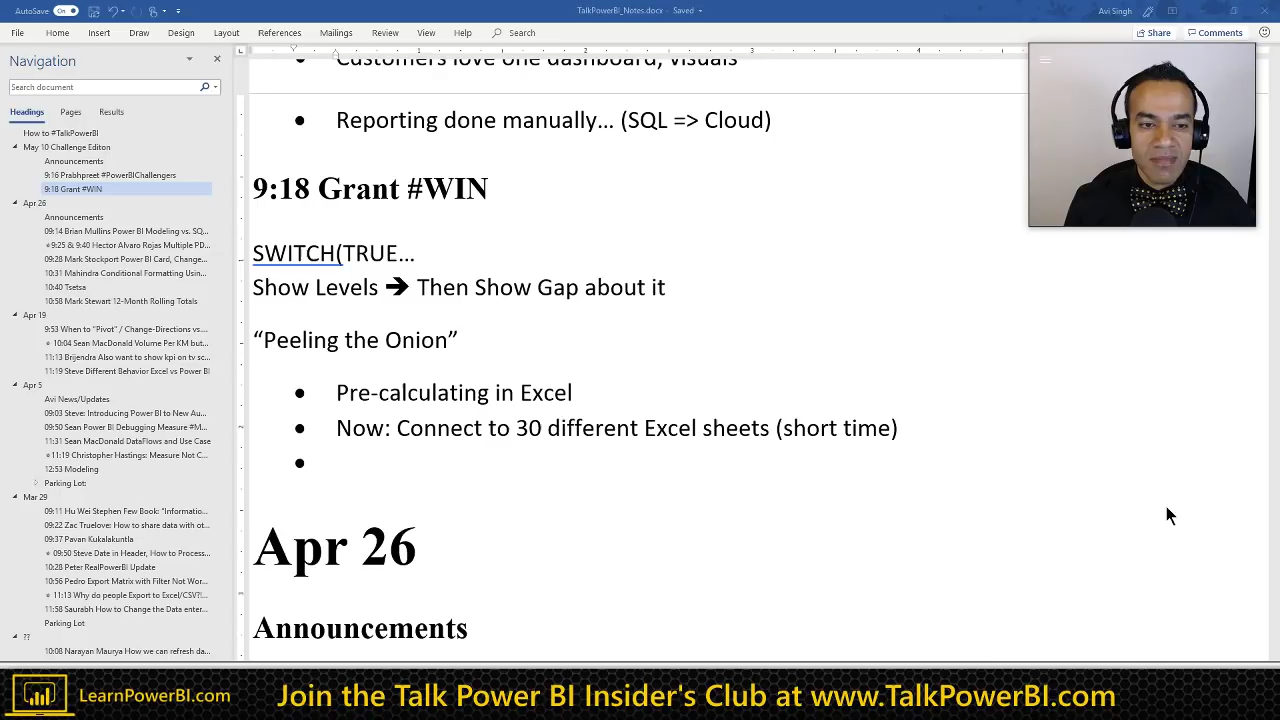 AutoSave On
TalkPowerBI_Notes.docx - Saved
Avi Singh
File Home Insert Draw Design Layout References Mailings Review View Help Search
Share Comments
Navigation
Search document
Headings Pages Results
How to #TalkPowerBI
May 10 Challenge Editon
Announcements
9:16 Prabhpreet #PowerBIChallengers
9:18 Grant #WIN
Apr 26
Announcements
09:14 Brian Mullins Power BI Modeling vs. SQ...
9:25 & 9:40 Hector Alvaro Rojas Multiple PD...
09:28 Mark Stockport Power BI Card, Change...
10:31 Mahindra Conditional Formatting Usin...
10:40 Tsetsa
10:58 Mark Stewart 12-Month Rolling Totals
Apr 19
9:53 When to "Pivot" / Change-Directions vs....
10:04 Sean MacDonald Volume Per KM but...
11:13 Brijendra Also want to show kpi on tv sc...
11:19 Steve Different Behavior Excel vs Power BI
Apr 5
Avi News/Updates
09:03 Steve: Introducing Power BI to New Au...
09:50 Sean Power BI Debugging Measure #M...
11:31 Sean MacDonald DataFlows and Use Case
11:19 Christopher Hastings: Measure Not C...
12:53 Modeling
Parking Lot:
Mar 29
09:11 Hu Wei Stephen Few Book: "Informatio...
09:22 Zac Truelove: How to share data with ot...
09:37 Pavan Kukalakuntla
09:50 Steve Date in Header, How to Process...
10:28 Peter RealPowerBI Update
10:56 Pedro Export Matrix with Filter Not Wor...
11:13 Why do people Export to Excel/CSV?!...
11:58 Saurabh How to Change the Data enter...
Parking Lot
??
10:08 Narayan Maurya How we can refresh da...
1 2 3 4
Customers love one dashboard, visuals
• Reporting done manually... (SQL => Cloud)
9:18 Grant #WIN
SWITCH(TRUE...
Show Levels ➔ Then Show Gap about it
“Peeling the Onion”
• Pre-calculating in Excel
• Now: Connect to 30 different Excel sheets (short time)
•
Apr 26
Announcements
LearnPowerBI.com
Join the Talk Power BI Insider's Club at www.TalkPowerBI.com